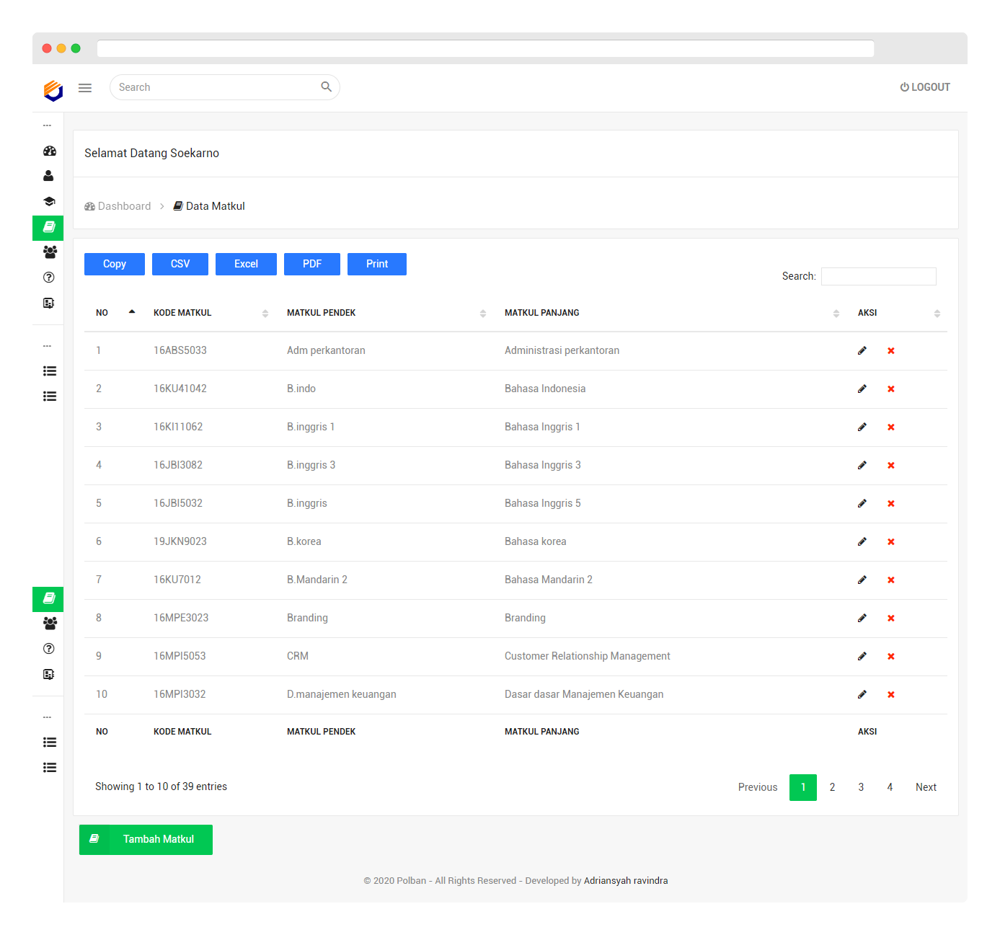 Search
LOGOUT
...
Selamat Datang Soekarno
Dashboard > Data Matkul
Copy CSV Excel PDF Print
Search:
NO KODE MATKUL MATKUL PENDEK MATKUL PANJANG AKSI
1 16ABS5033 Adm perkantoran Administrasi perkantoran
...
2 16KU41042 B.indo Bahasa Indonesia
3 16KI11062 B.inggris 1 Bahasa Inggris 1
4 16JBI3082 B.inggris 3 Bahasa Inggris 3
5 16JBI5032 B.inggris Bahasa Inggris 5
6 19JKN9023 B.korea Bahasa korea
7 16KU7012 B.Mandarin 2 Bahasa Mandarin 2
8 16MPE3023 Branding Branding
9 16MPI5053 CRM Customer Relationship Management
10 16MPI3032 D.manajemen keuangan Dasar dasar Manajemen Keuangan
...
NO KODE MATKUL MATKUL PENDEK MATKUL PANJANG AKSI
Showing 1 to 10 of 39 entries
Previous 1 2 3 4 Next
Tambah Matkul
© 2020 Polban - All Rights Reserved - Developed by Adriansyah ravindra